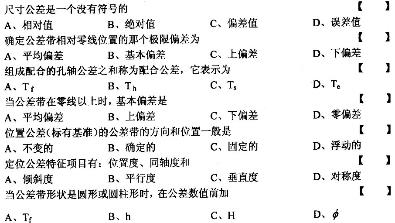 尺寸公差是一个没有符号的 【 】
A、相对值 B、绝对值 C、偏差值 D、误差值
确定公差带相对零线位置的那个极限偏差为 【 】
A、平均偏差 B、基本偏差 C、上偏差 D、下偏差
组成配合的孔轴公差之和称为配合公差，它表示为 【 】
A、Tf B、Th C、Ts D、Te
当公差带在零线以上时，基本偏差是 【 】
A、平均偏差 B、上偏差 C、下偏差 D、零偏差
位置公差(标有基准)的公差带的方向和位置一般是 【 】
A、不变的 B、确定的 C、固定的 D、浮动的
定位公差特征项目有：位置度、同轴度和 【 】
A、倾斜度 B、平行度 C、垂直度 D、对称度
当公差带形状是圆形或圆柱形时，在公差数值前加 【 】
A、Tf B、h C、H D、ϕ